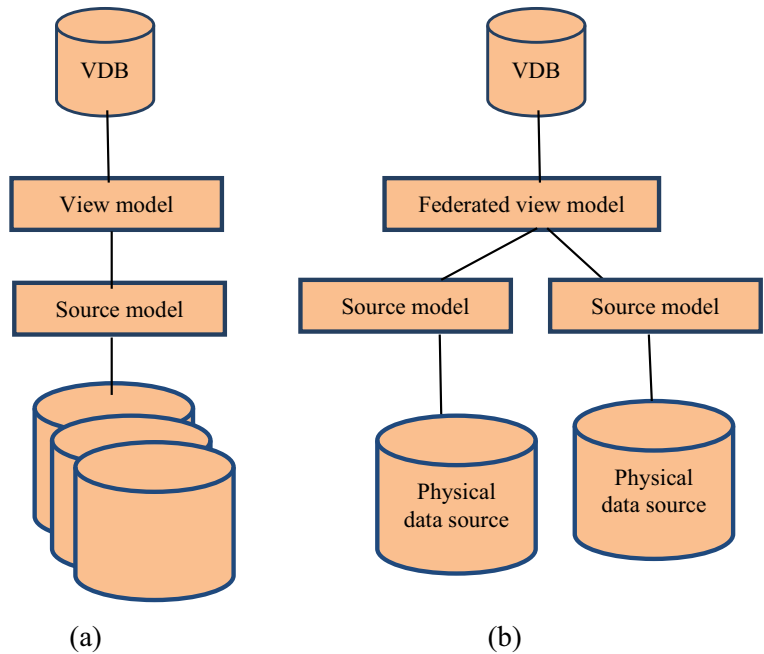 VDB
View model
Source model
(a)
VDB
Federated view model
Source model
Source model
Physical
data source
Physical
data source
(b)